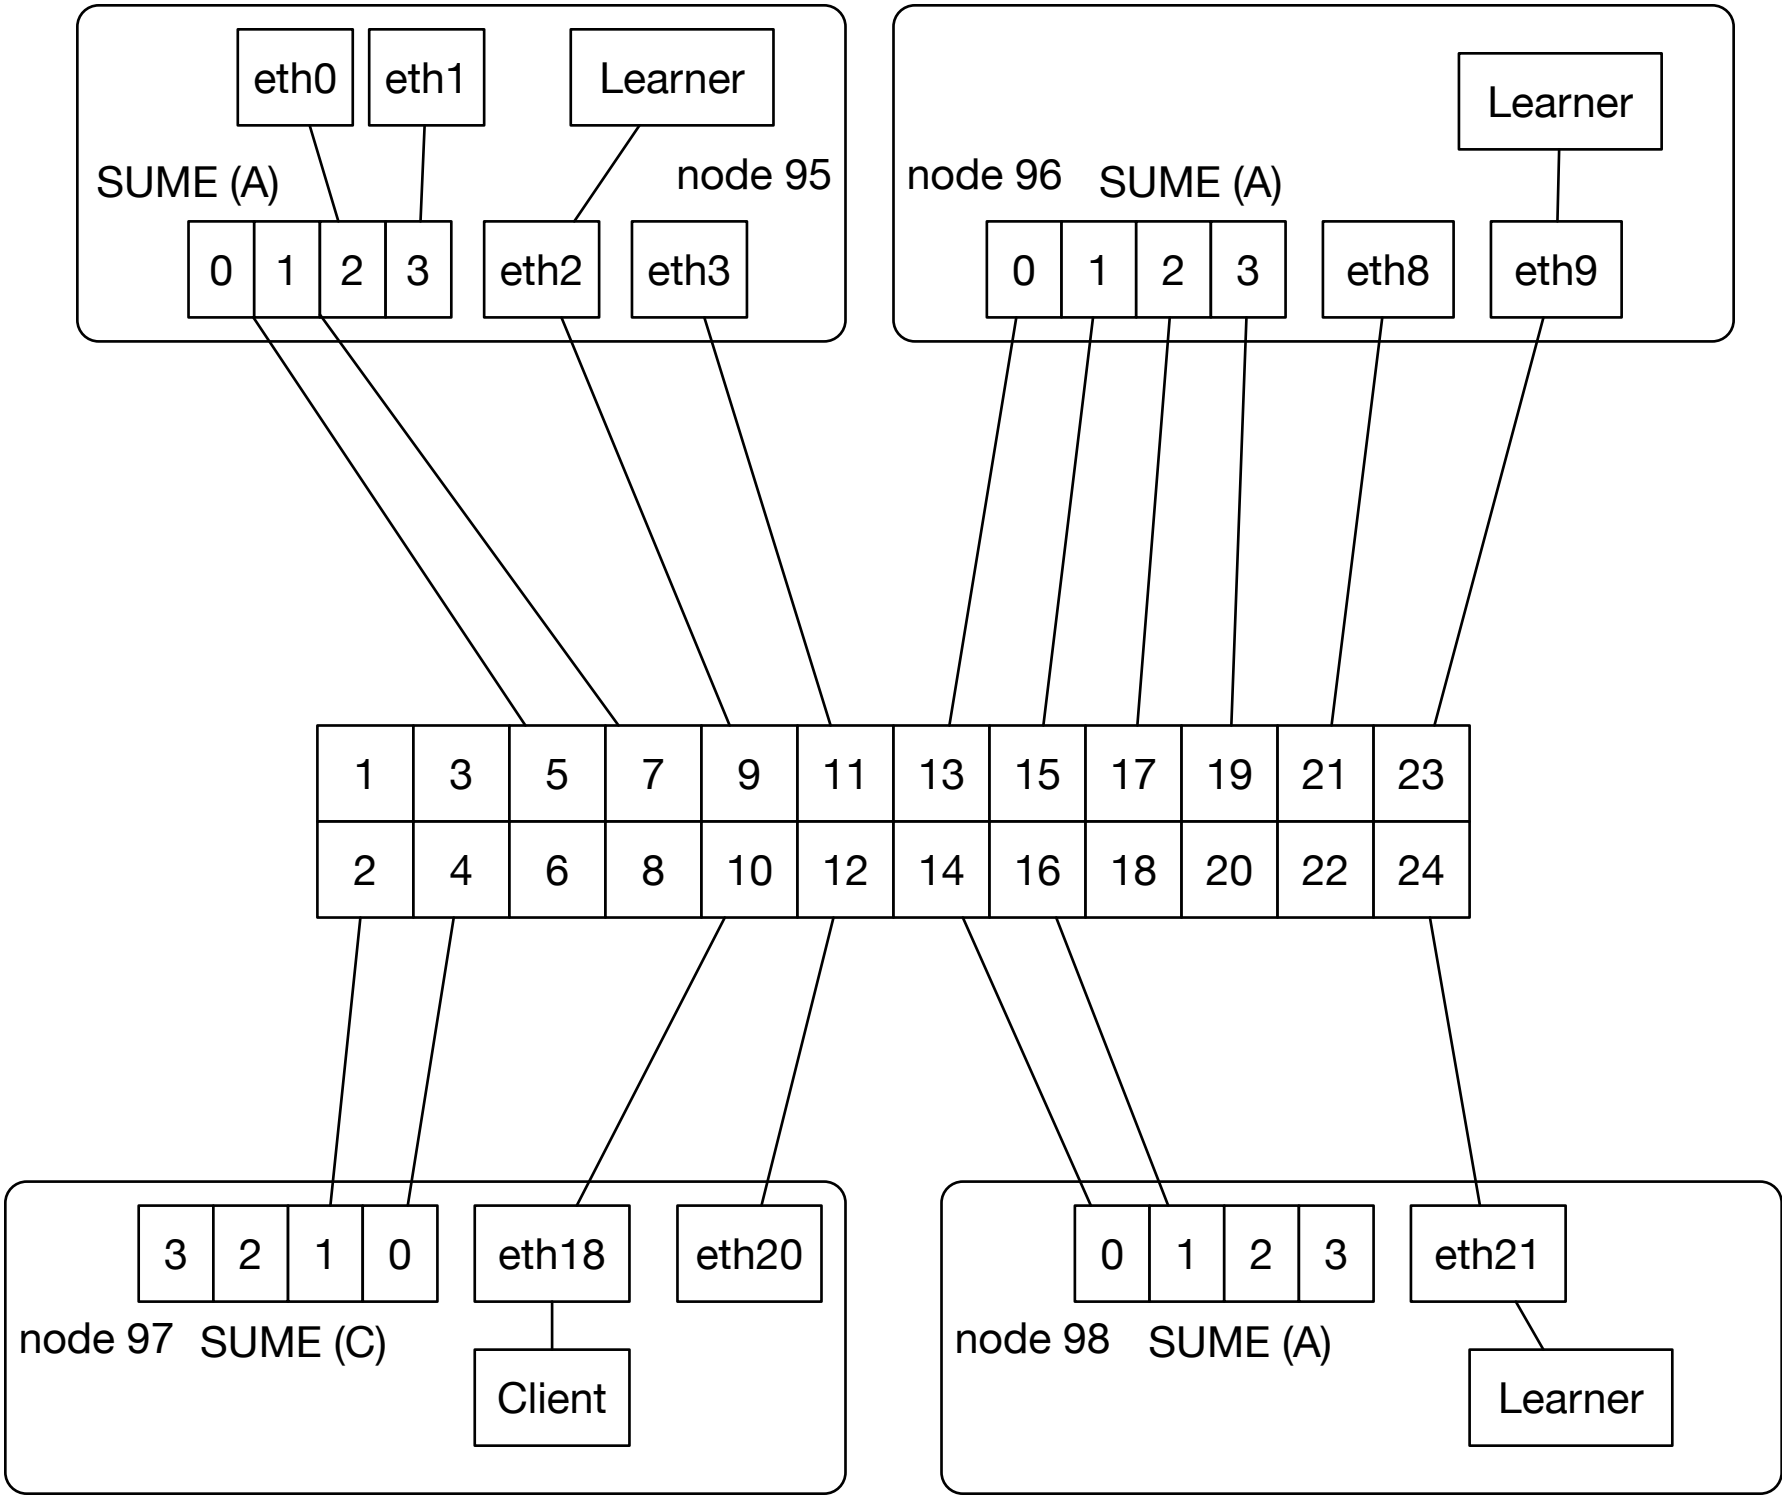 eth0 eth1 Learner
SUME (A) node 95
0 1 2 3 eth2 eth3
Learner
node 96 SUME (A)
0 1 2 3 eth8 eth9
1 3 5 7 9 11 13 15 17 19 21 23
2 4 6 8 10 12 14 16 18 20 22 24
3 2 1 0 eth18 eth20
node 97 SUME (C)
Client
0 1 2 3 eth21
node 98 SUME (A)
Learner